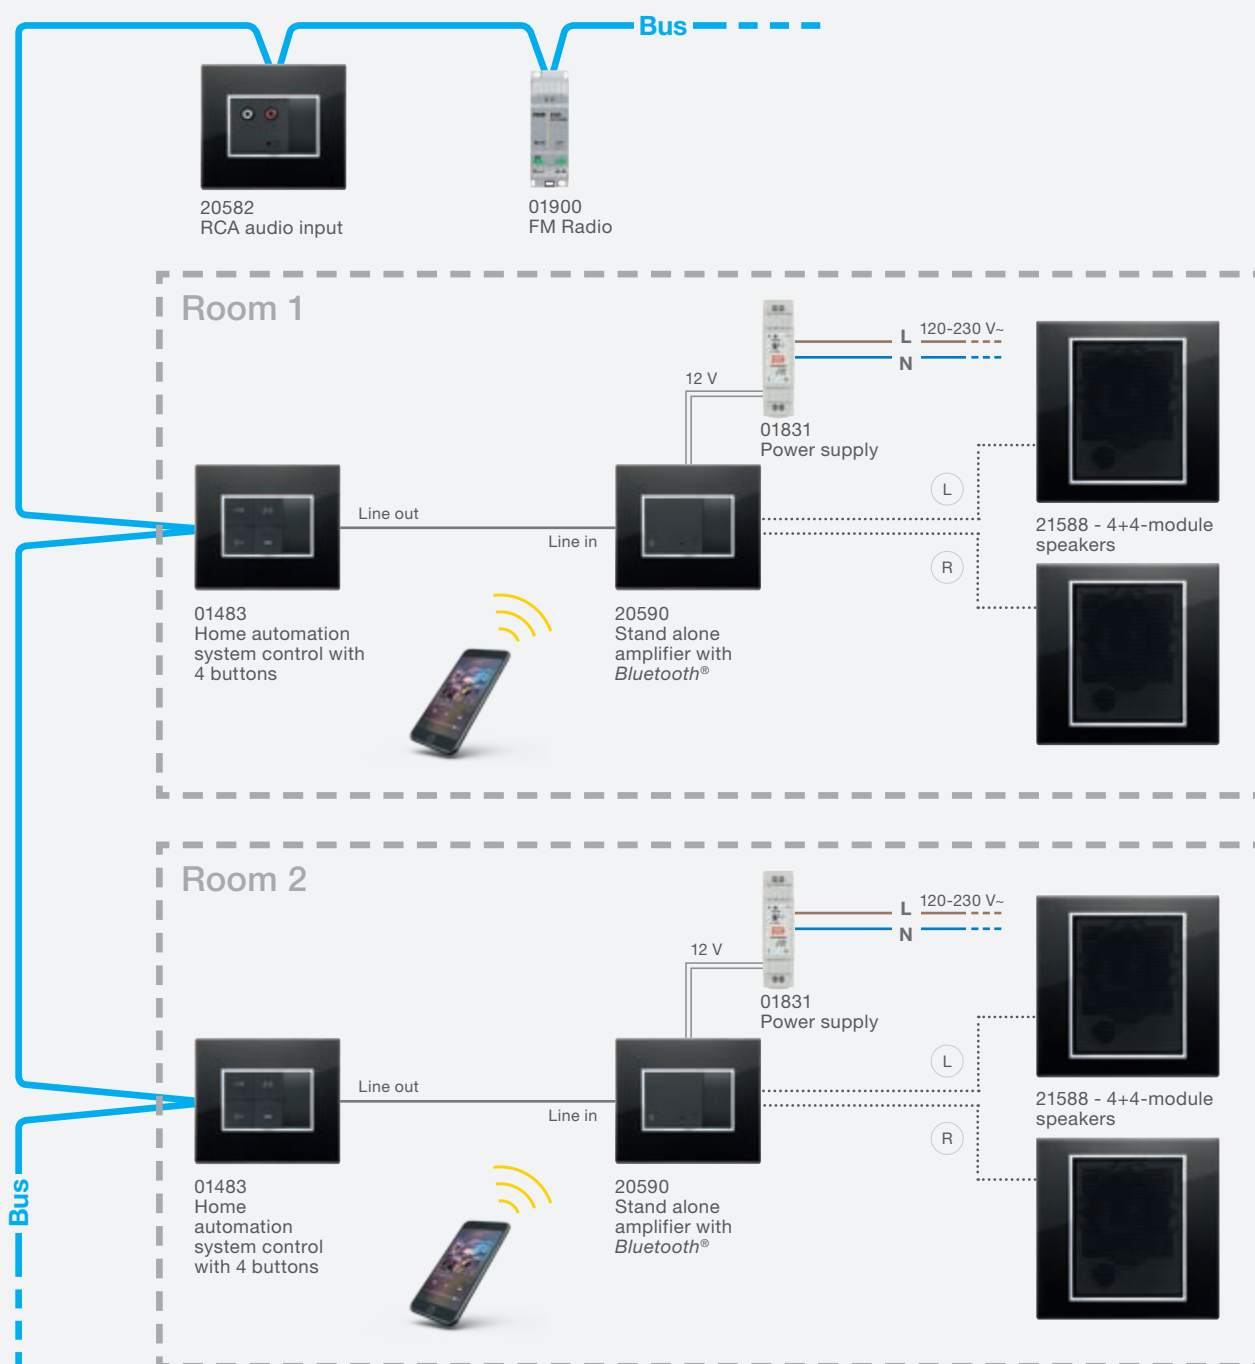 Bus
20582
RCA audio input
01900
FM Radio
Room 1
L
120-230 V~
N
12 V
01831
Power supply
L
Line out
Line in
21588 - 4+4-module
speakers
R
01483
Home automation
system control with
4 buttons
20590
Stand alone
amplifier with
Bluetooth®
Room 2
L
120-230 V~
N
12 V
01831
Power supply
L
Line out
Line in
21588 - 4+4-module
speakers
R
Bus
01483
Home
automation
system control
with 4 buttons
20590
Stand alone
amplifier with
Bluetooth®